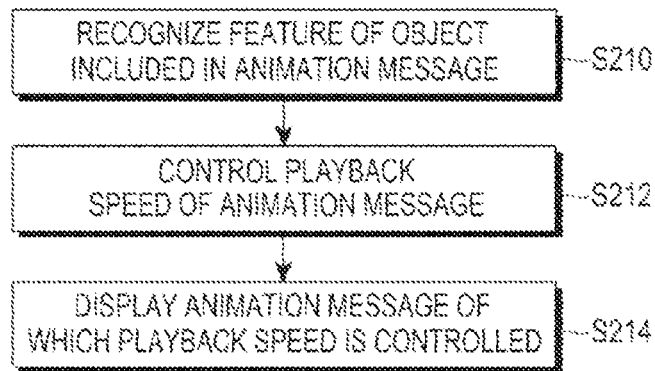 RECOGNIZE FEATURE OF OBJECT
INCLUDED IN ANIMATION MESSAGE
S210
CONTROL PLAYBACK
SPEED OF ANIMATION MESSAGE
S212
DISPLAY ANIMATION MESSAGE OF
WHICH PLAYBACK SPEED IS CONTROLLED
S214